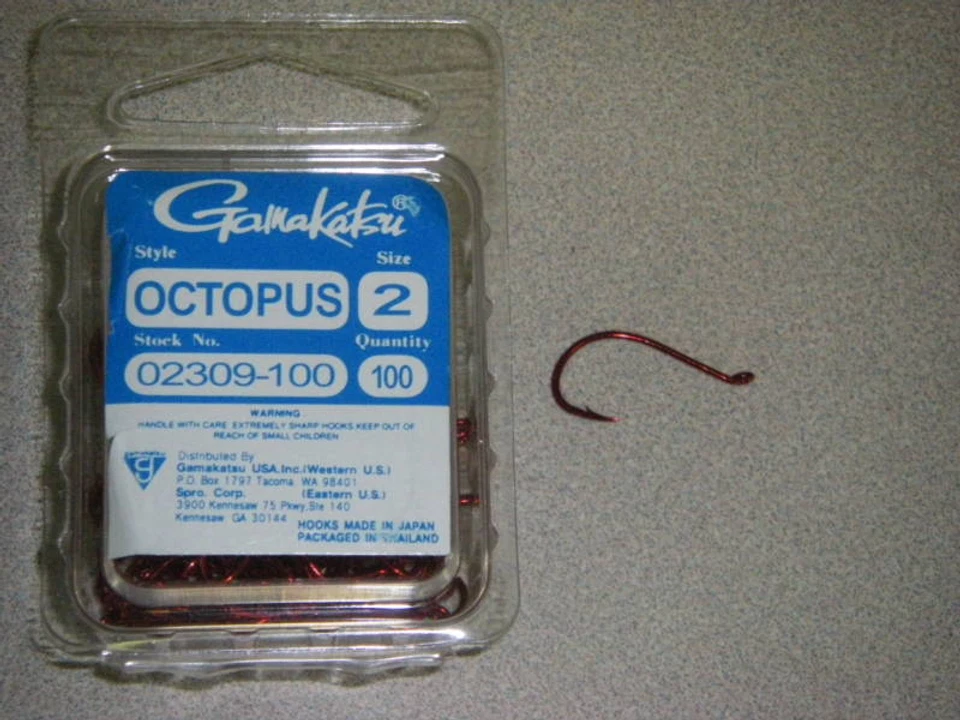 Gamakatsu®
Style Size
OCTOPUS 2
Stock No. Quantity
02309-100 100
WARNING
HANDLE WITH CARE EXTREMELY SHARP HOOKS.KEEP OUT OF
REACH OF SMALL CHILDREN
gamakatsu
G
Distributed By
Gamakatsu USA.Inc.(Western U.S.)
P.O. Box 1797 Tacoma, WA 98401
Spro. Corp. (Eastern U.S.)
3900 Kennesaw 75 Pkwy,Ste 140
Kennesaw GA 30144
HOOKS MADE IN JAPAN
PACKAGED IN THAILAND